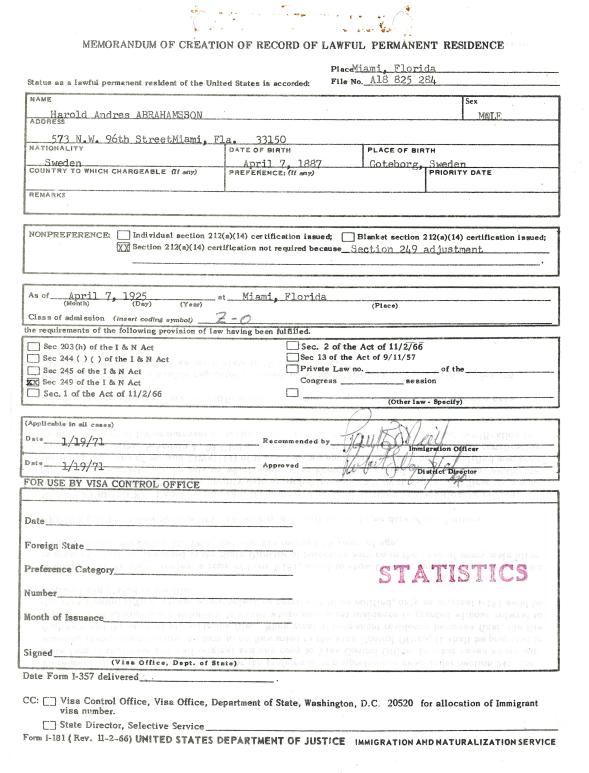 MEMORANDUM OF CREATION OF RECORD OF LAWFUL PERMANENT RESIDENCE
Place Miami, Florida
Status as a lawful permanent resident of the United States is accorded: File No. A18 825 284
NAME Sex
Harold Andres ABRAHAMSSON MALE
ADDRESS
573 N.W. 96th Street Miami, Fla. 33150
NATIONALITY DATE OF BIRTH PLACE OF BIRTH
Sweden April 7, 1887 Goteborg, Sweden
COUNTRY TO WHICH CHARGEABLE (If any) PREFERENCE: (If any) PRIORITY DATE
REMARKS
NONPREFERENCE: Individual section 212(a)(14) certification issued; Blanket section 212(a)(14) certification issued;
XX Section 212(a)(14) certification not required because Section 249 adjustment
As of April 7, 1925 at Miami, Florida
(Month) (Day) (Year) (Place)
Class of admission (insert coding symbol) Z-0
the requirements of the following provision of law having been fulfilled.
Sec 203(h) of the I & N Act Sec. 2 of the Act of 11/2/66
Sec 244 ( ) ( ) of the I & N Act Sec 13 of the Act of 9/11/57
Sec 245 of the I & N Act Private Law no. of the
XX Sec 249 of the I & N Act Congress session
Sec. 1 of the Act of 11/2/66
(Other law - Specify)
(Applicable in all cases)
Date 1/19/71 Recommended by
Immigration Officer
Date 1/19/71 Approved
District Director
FOR USE BY VISA CONTROL OFFICE
Date
Foreign State
Preference Category
STATISTICS
Number
Month of Issuance
Signed
(Visa Office, Dept. of State)
Date Form I-357 delivered
CC: Visa Control Office, Visa Office, Department of State, Washington, D.C. 20520 for allocation of Immigrant
visa number.
State Director, Selective Service
Form I-181 (Rev. 11-2-66) UNITED STATES DEPARTMENT OF JUSTICE IMMIGRATION AND NATURALIZATION SERVICE